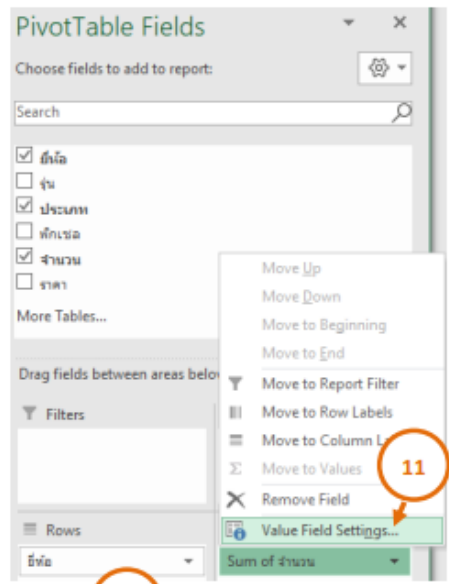 PivotTable Fields
Choose fields to add to report:
Search
ยี่ห้อ
รุ่น
ประเภท
พิกเซล
จำนวน
ราคา
More Tables...
Drag fields between areas belo
Filters
Rows
ยี่ห้อ
Move Up
Move Down
Move to Beginning
Move to End
Move to Report Filter
Move to Row Labels
Move to Column La
Move to Values
11
Remove Field
Value Field Settings...
Sum of จำนวน